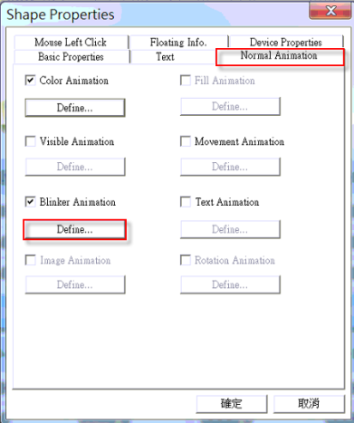 Shape Properties
Mouse Left Click Floating Info. Device Properties
Basic Properties Text Normal Animation
Color Animation Fill Animation
Define...
Visible Animation Movement Animation
Define... Define...
Blinker Animation Text Animation
Define... Define...
Image Animation Rotation Animation
Define... Define...
確定 取消